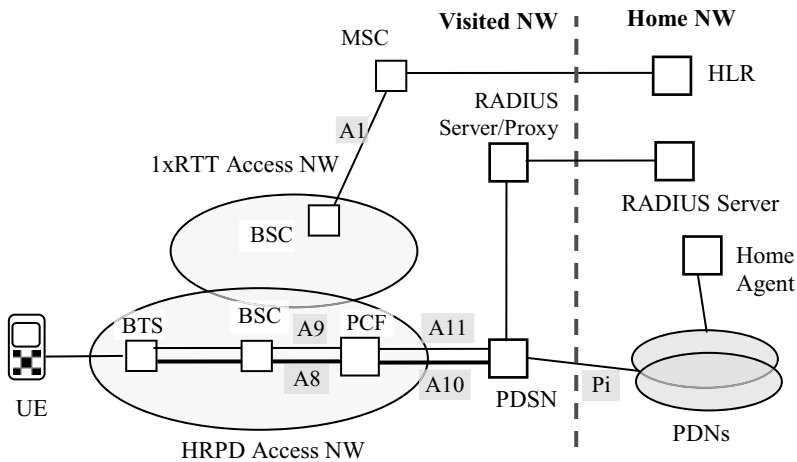 Visited NW
Home NW
MSC
HLR
RADIUS
Server/Proxy
A1
1xRTT Access NW
RADIUS Server
BSC
Home
Agent
BTS
BSC
A9
PCF
A11
A8
A10
UE
PDSN
Pi
PDNs
HRPD Access NW